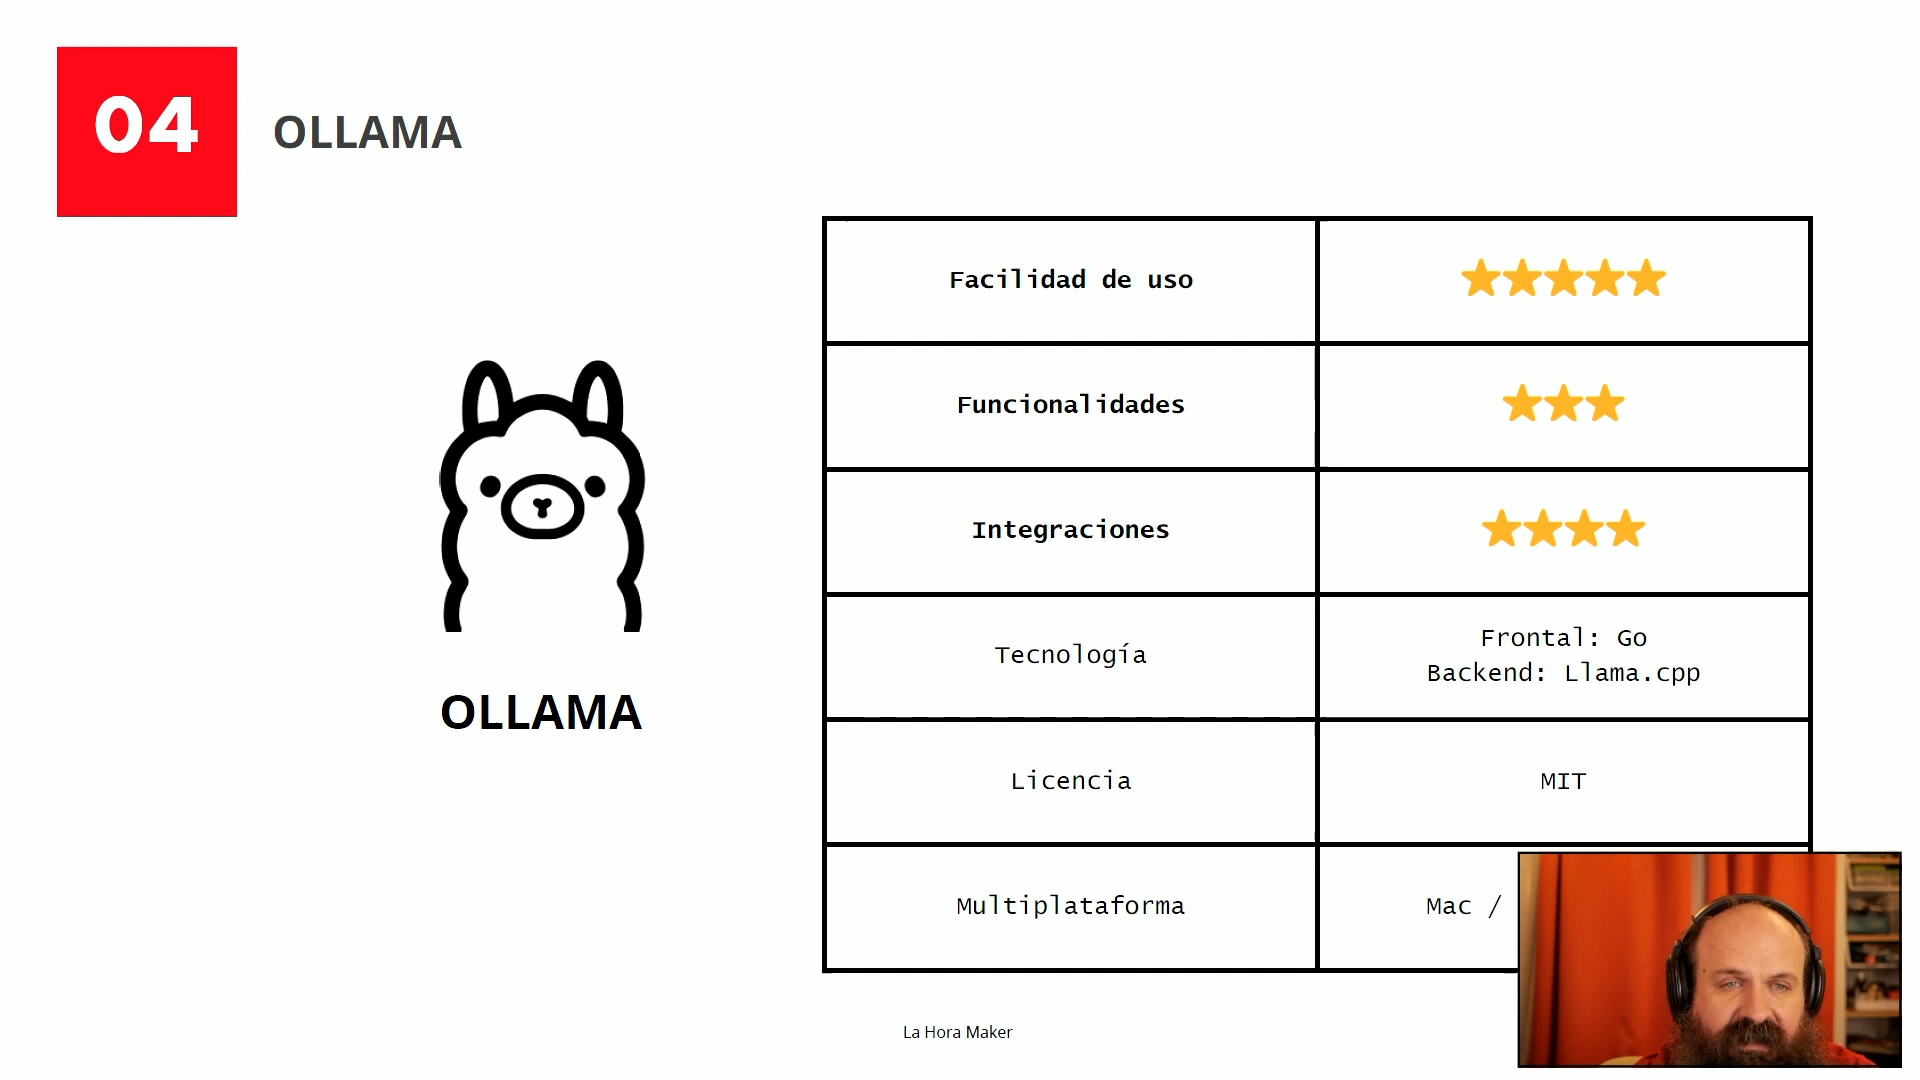 04
OLLAMA
Facilidad de uso
Funcionalidades
Integraciones
Tecnología
Frontal: Go
Backend: Llama.cpp
OLLAMA
Licencia
MIT
Multiplataforma
Mac /
La Hora Maker